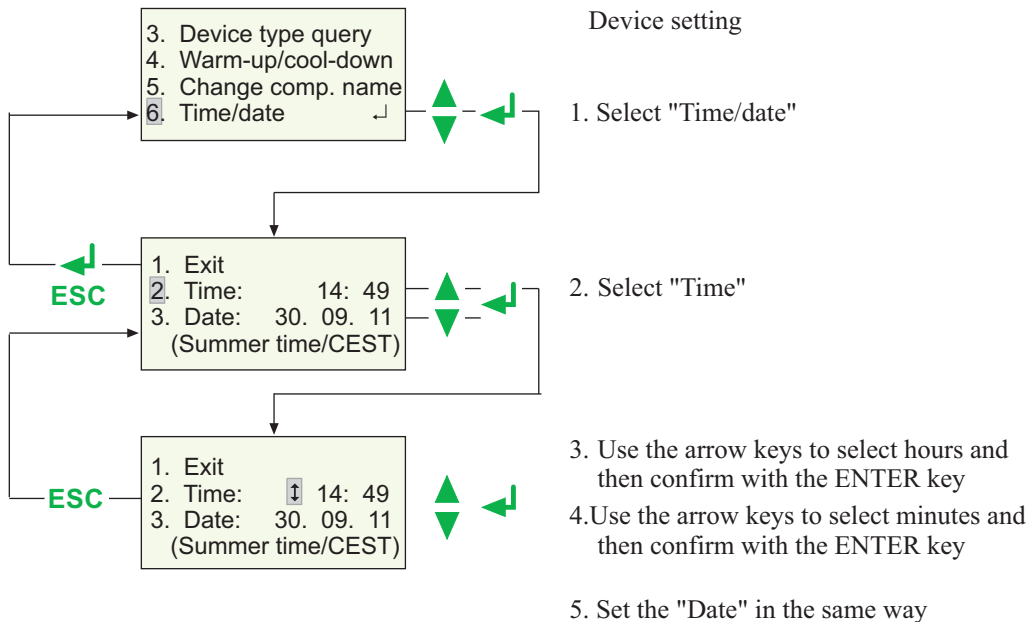 Device setting
3. Device type query
4. Warm-up/cool-down
5. Change comp. name
6. Time/date ↵
1. Select "Time/date"
1. Exit
2. Time: 14: 49
3. Date: 30. 09. 11
(Summer time/CEST)
ESC
2. Select "Time"
1. Exit
2. Time: ↕ 14: 49
3. Date: 30. 09. 11
(Summer time/CEST)
ESC
3. Use the arrow keys to select hours and
then confirm with the ENTER key
4.Use the arrow keys to select minutes and
then confirm with the ENTER key
5. Set the "Date" in the same way